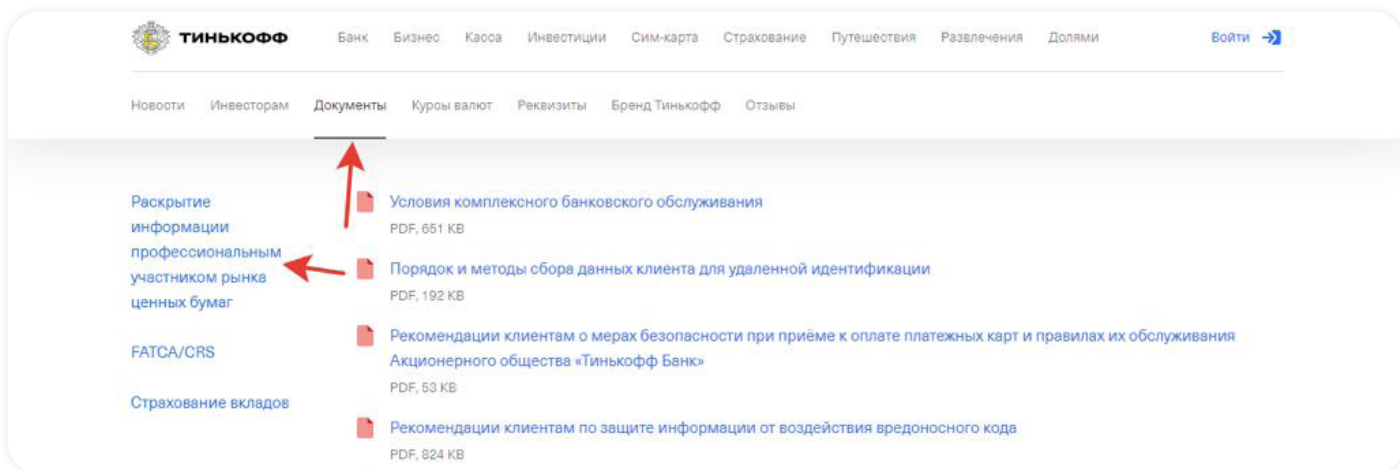 ТИНЬКОФФ Банк Бизнес Касса Инвестиции Сим-карта Страхование Путешествия Развлечения Долями Войти
Новости Инвесторам Документы Курсы валют Реквизиты Бренд Тинькофф Отзывы
Раскрытие
информации
профессиональным
участником рынка
ценных бумаг
FATCA/CRS
Страхование вкладов
Условия комплексного банковского обслуживания
PDF, 651 KB
Порядок и методы сбора данных клиента для удаленной идентификации
PDF, 192 KB
Рекомендации клиентам о мерах безопасности при приёме к оплате платежных карт и правилах их обслуживания
Акционерного общества «Тинькофф Банк»
PDF, 53 KB
Рекомендации клиентам по защите информации от воздействия вредоносного кода
PDF, 824 KB